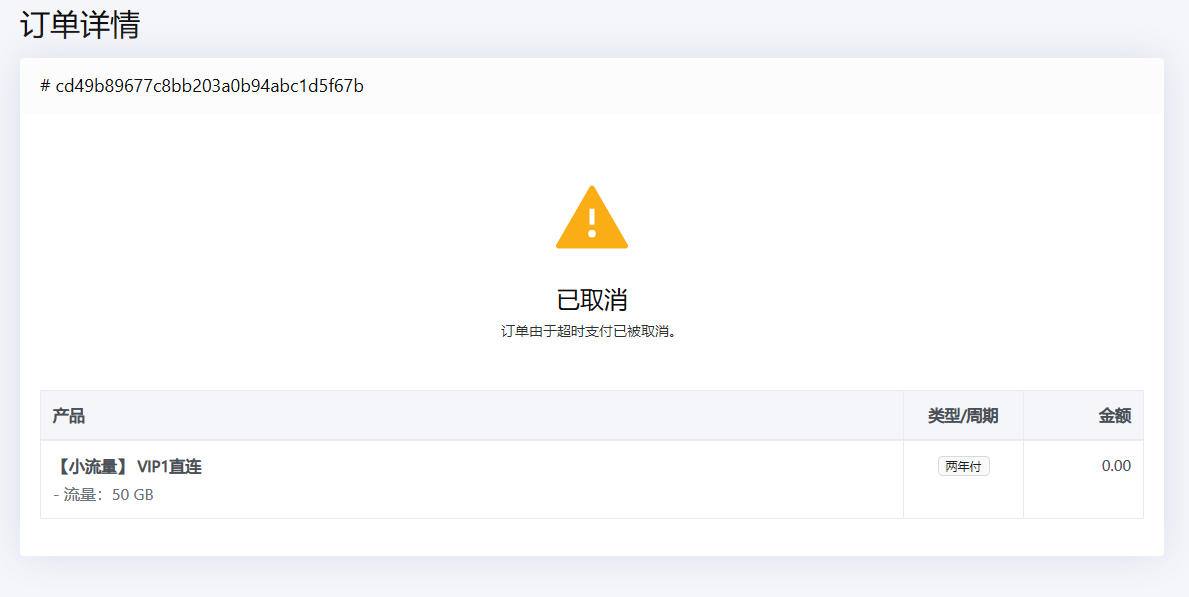 订单详情
# cd49b89677c8bb203a0b94abc1d5f67b
已取消
订单由于超时支付已被取消。
产品 类型/周期 金额
【小流量】 VIP1直连 两年付 0.00
- 流量：50 GB